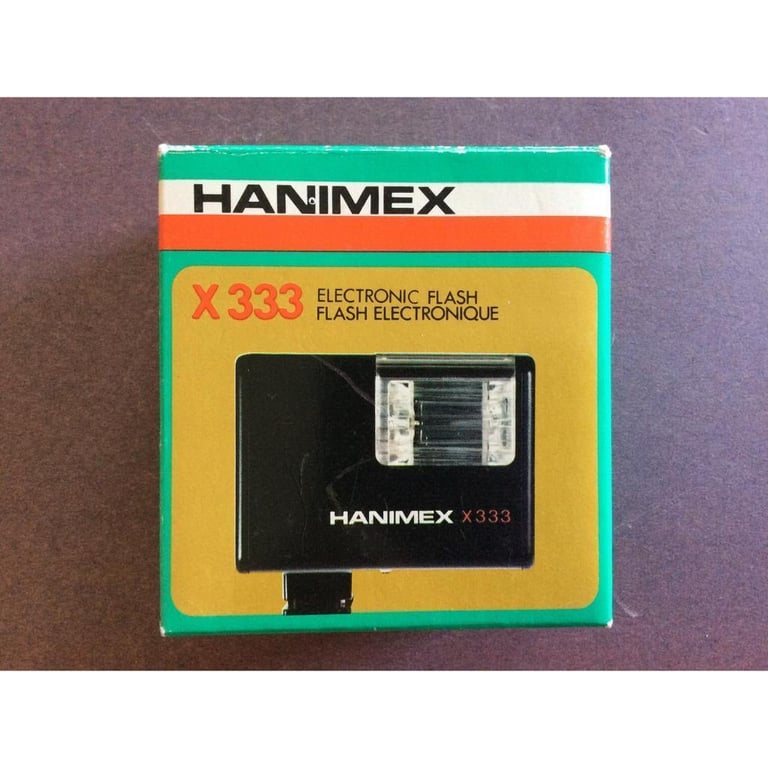 HANIMEX
X 333 ELECTRONIC FLASH
FLASH ELECTRONIQUE
HANIMEX X333